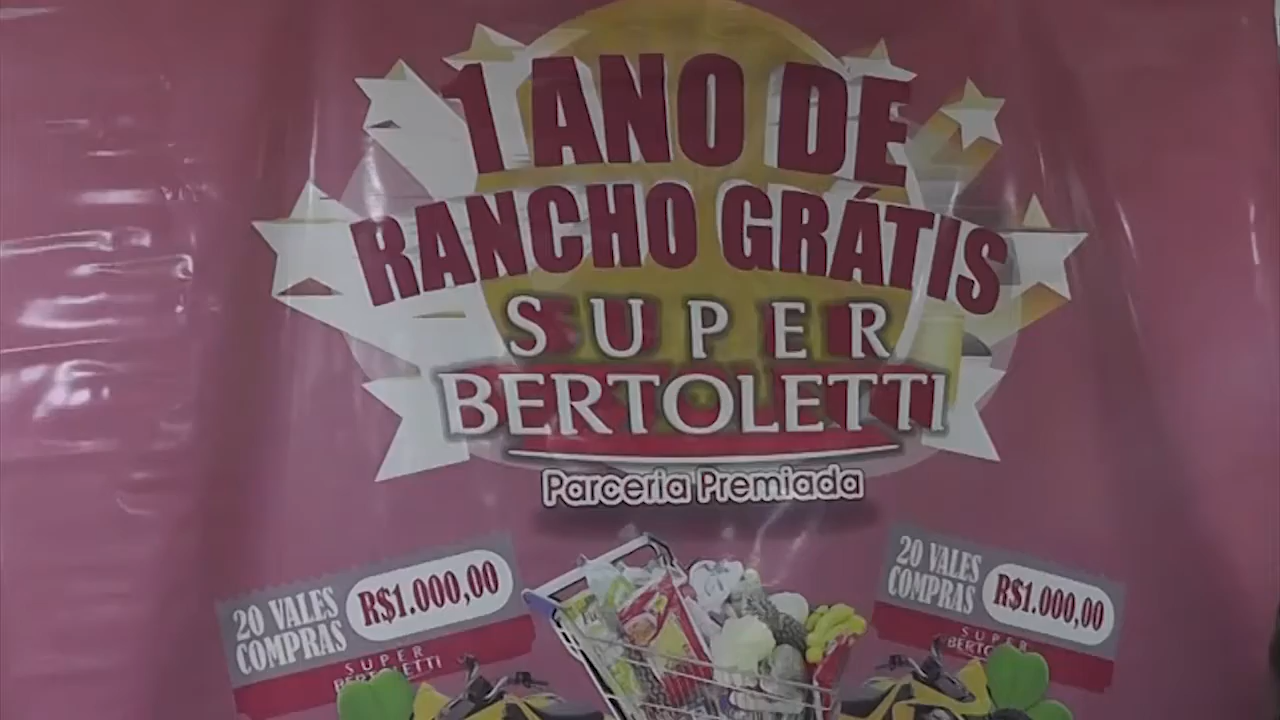 1 ANO DE
RANCHO GRÁTIS
SUPER
BERTOLETTI
Parceria Premiada
20 VALES
COMPRAS
R$1.000,00
SUPER
BERTOLETTI
20 VALES
COMPRAS
R$1.000,00
SUPER